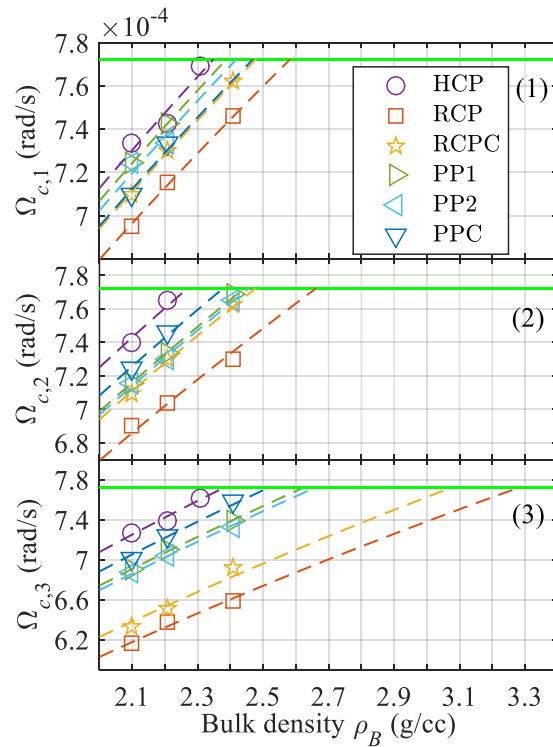 ×10⁻⁴
7.8
7.6
7.4
7.2
7
Ω_{c,1} (rad/s)
(1)
HCP
RCP
RCPC
PP1
PP2
PPC
7.8
7.6
7.4
7.2
7
6.8
Ω_{c,2} (rad/s)
(2)
7.8
7.4
7
6.6
6.2
Ω_{c,3} (rad/s)
(3)
2.1 2.3 2.5 2.7 2.9 3.1 3.3
Bulk density ρ_B (g/cc)